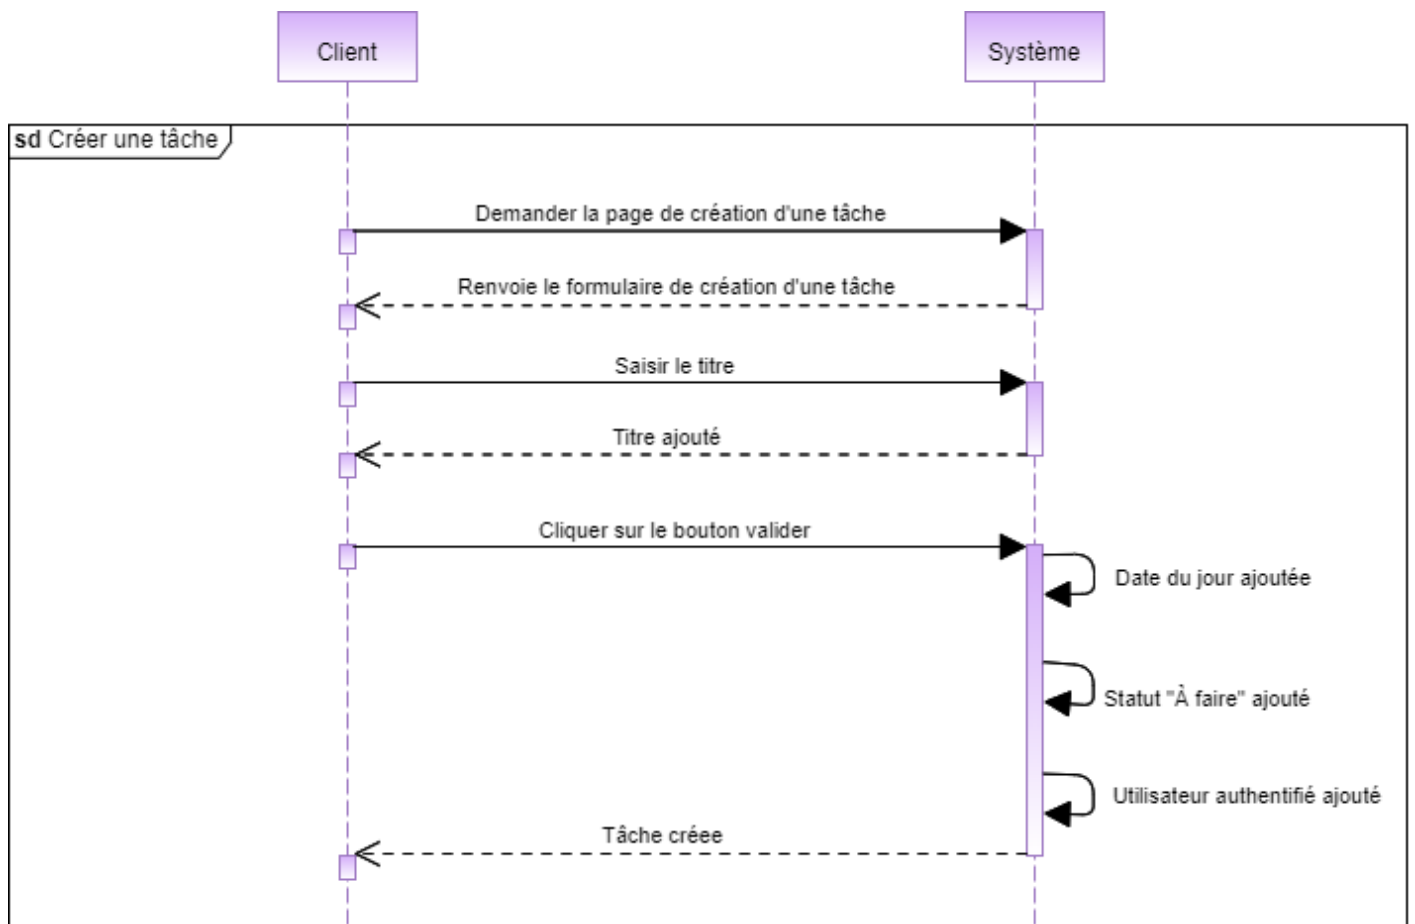 Client
Système
sd Créer une tâche
Demander la page de création d'une tâche
Renvoie le formulaire de création d'une tâche
Saisir le titre
Titre ajouté
Cliquer sur le bouton valider
Date du jour ajoutée
Statut "À faire" ajouté
Utilisateur authentifié ajouté
Tâche créee